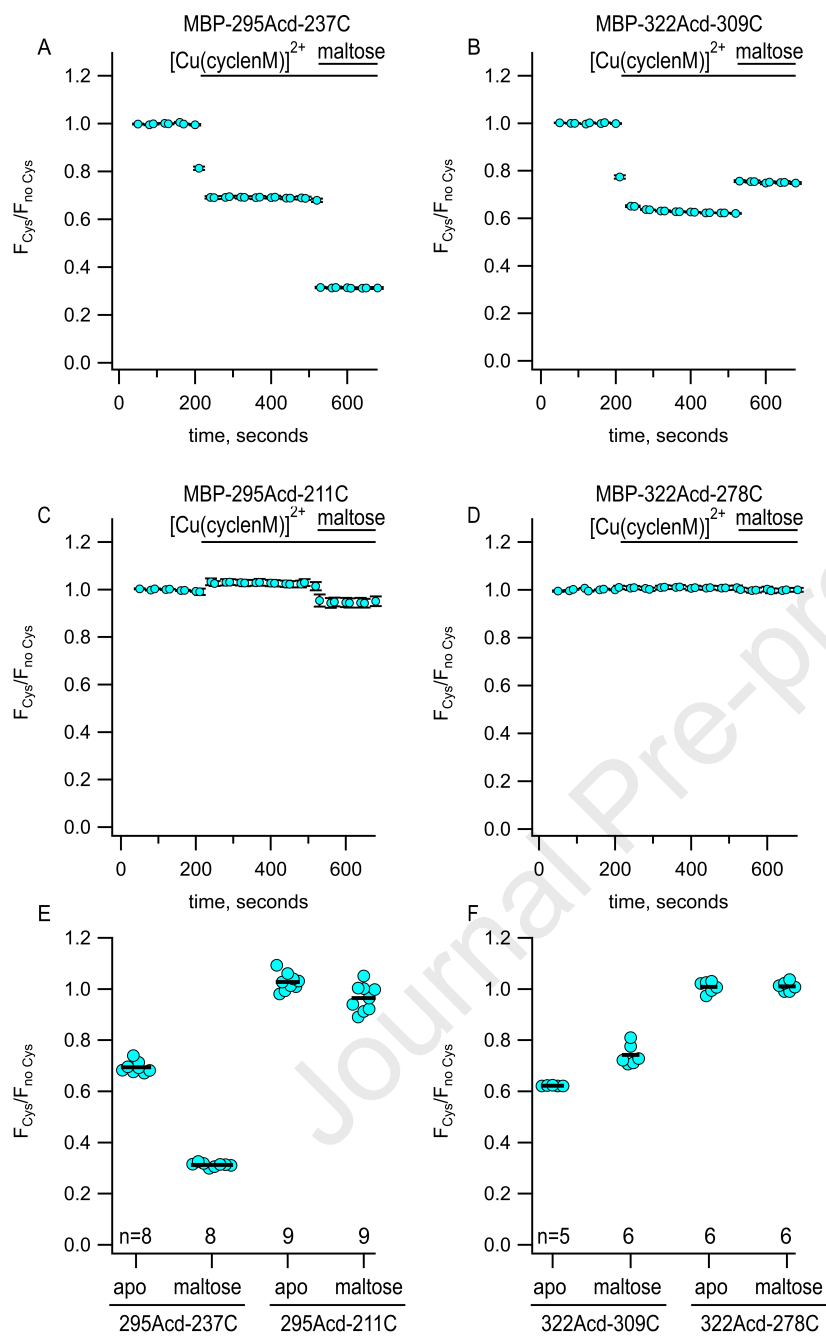 MBP-295Acd-237C
A
[Cu(cyclenM)]2+
maltose
1.2
1.0
0.8
0.6
0.4
0.2
0.0
FCys/Fno Cys
0 200 400 600
time, seconds
MBP-322Acd-309C
B
[Cu(cyclenM)]2+
maltose
1.2
1.0
0.8
0.6
0.4
0.2
0.0
FCys/Fno Cys
0 200 400 600
time, seconds
MBP-295Acd-211C
C
[Cu(cyclenM)]2+
maltose
1.2
1.0
0.8
0.6
0.4
0.2
0.0
FCys/Fno Cys
0 200 400 600
time, seconds
MBP-322Acd-278C
D
[Cu(cyclenM)]2+
maltose
1.2
1.0
0.8
0.6
0.4
0.2
0.0
FCys/Fno Cys
0 200 400 600
time, seconds
E
1.2
1.0
0.8
0.6
0.4
0.2
0.0
FCys/Fno Cys
n=8 8 9 9
apo maltose apo maltose
295Acd-237C 295Acd-211C
F
1.2
1.0
0.8
0.6
0.4
0.2
0.0
FCys/Fno Cys
n=5 6 6 6
apo maltose apo maltose
322Acd-309C 322Acd-278C
Journal Pre-pr